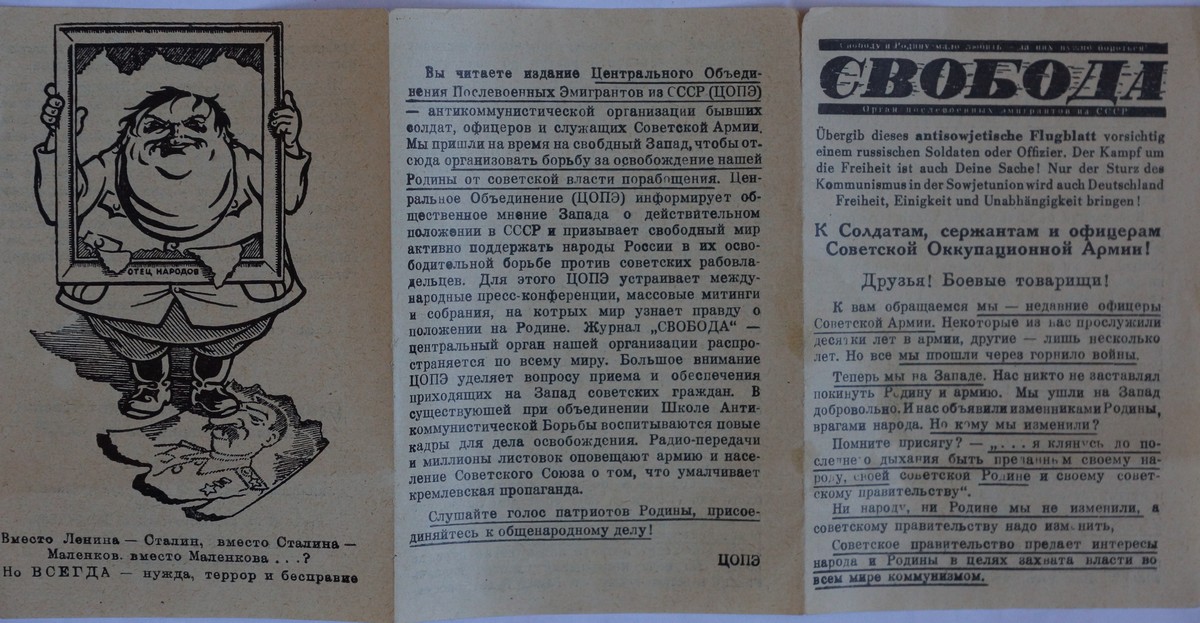 ОТЕЦ НАРОДОВ
Вместо Ленина — Сталин, вместо Сталина —
Маленков. вместо Маленкова . . .?
Но ВСЕГДА — нужда, террор и бесправие
Вы читаете издание Центрального Объеди-
нения Послевоенных Эмигрантов из СССР (ЦОПЭ)
— антикоммунистической организации бывших
солдат, офицеров и служащих Советской Армии.
Мы пришли на время на свобдный Запад, чтобы от-
сюда организовать борьбу за освобождение нашей
Родины от советской власти порабощения. Цен-
ральное Объединение (ЦОПЭ) информирует об-
щественное мнение Запада о действительном
положении в СССР и призывает свободный мир
активно поддержать народы России в их осво-
бодительной борьбе против советских рабовла-
дельцев. Для этого ЦОПЭ устраивает между-
народные пресс-конференции, массовые митинги
и собрания, на котрых мир узнает правду о
положении на Родине. Журнал „СВОБОДА“ —
центральный орган нашей организации распро-
страняется по всему миру. Большое внимание
ЦОПЭ уделяет вопросу приема и обеспечения
приходящих на Запад советских граждан. В
существующей при объединении Школе Анти-
коммунистической Борьбы воспитываются новые
кадры для дела освобождения. Радио-передачи
и миллионы листовок оповещают армию и насе-
ление Советского Союза о том, что умалчивает
кремлевская пропаганда.
Слушайте голос патриотов Родины, присое-
диняйтесь к общенародному делу!
ЦОПЭ
Свободу и Родину мало любить - за них нужно бороться!
СВОБОДА
Орган послевоенных эмигрантов из СССР
Übergib dieses antisowjetische Flugblatt vorsichtig
einem russischen Soldaten oder Offizier. Der Kampf um
die Freiheit ist auch Deine Sache! Nur der Sturz des
Kommunismus in der Sowjetunion wird auch Deutschland
Freiheit, Einigkeit und Unabhängigkeit bringen!
К Солдатам, сержантам и офицерам
Советской Оккупационной Армии!
Друзья! Боевые товарищи!
К вам обращаемся мы — недавние офицеры
Советской Армии. Некоторые из нас прослужили
десятки лет в армии, другие — лишь несколько
лет. Но все мы прошли через горнило войны.
Теперь мы на Западе. Нас никто не заставлял
покинуть Родину и армию. Мы ушли на Запад
добровольно. И нас объявили изменниками Родины,
врагами народа. Но кому мы изменили?
Помните присягу? — „. . . я клянусь до по-
следнего дыхания быть преданным своему на-
роду, своей советской Родине и своему совет-
скому правительству“.
Ни народу, ни Родине мы не изменили, а
советскому правительству надо изменить,
Советское правительство предает интересы
народа и Родины в целях захвата власти во
всем мире коммунизмом.